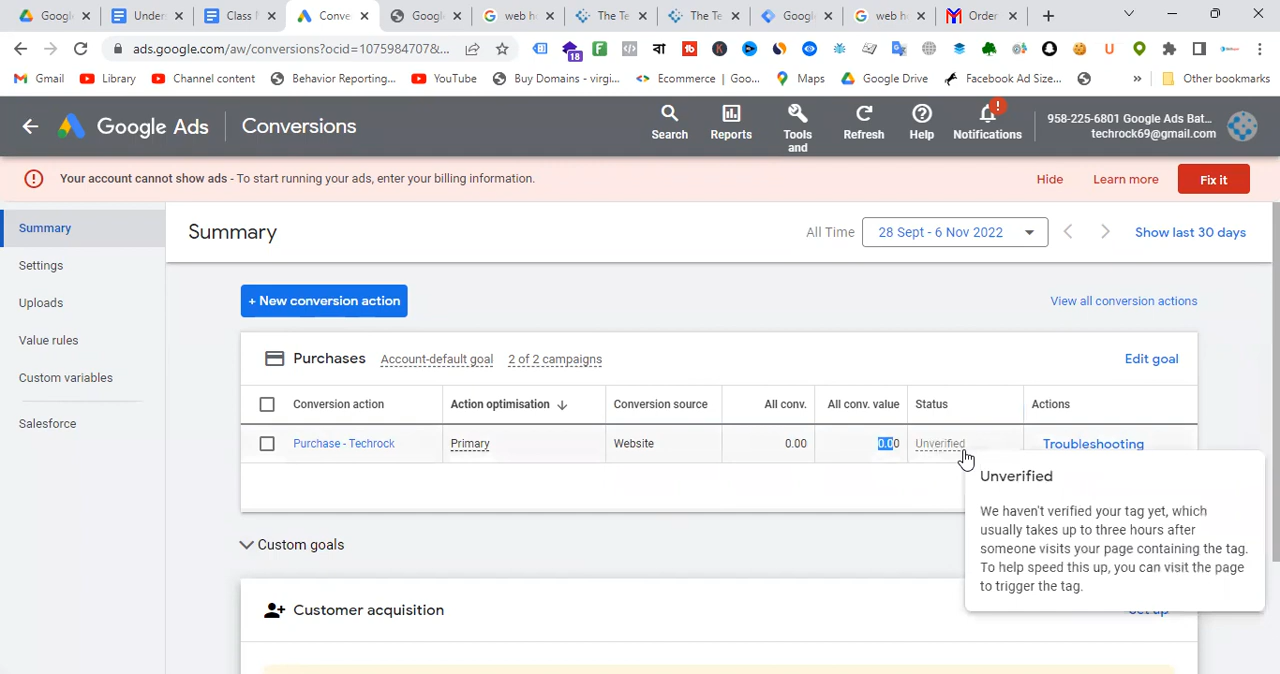 Googl
Under
Class N
Conve
Googl
web ho
The Te
The Te
Googl
web ho
Order
ads.google.com/aw/conversions?ocid=1075984707&...
18
Gmail
Library
Channel content
Behavior Reporting...
YouTube
Buy Domains - virgi...
Ecommerce | Goo...
Maps
Google Drive
Facebook Ad Size...
»
Other bookmarks
Google Ads
Conversions
Search
Reports
Tools
and
Refresh
Help
Notifications
958-225-6801 Google Ads Bat...
techrock69@gmail.com
Your account cannot show ads - To start running your ads, enter your billing information.
Hide
Learn more
Fix it
Summary
Settings
Uploads
Value rules
Custom variables
Salesforce
Summary
All Time
28 Sept - 6 Nov 2022
Show last 30 days
+ New conversion action
View all conversion actions
Purchases
Account-default goal
2 of 2 campaigns
Edit goal
Conversion action
Action optimisation
Conversion source
All conv.
All conv. value
Status
Actions
Purchase - Techrock
Primary
Website
0.00
0.00
Unverified
Troubleshooting
Unverified
We haven't verified your tag yet, which
usually takes up to three hours after
someone visits your page containing the tag.
To help speed this up, you can visit the page
to trigger the tag.
Custom goals
Customer acquisition
Set up